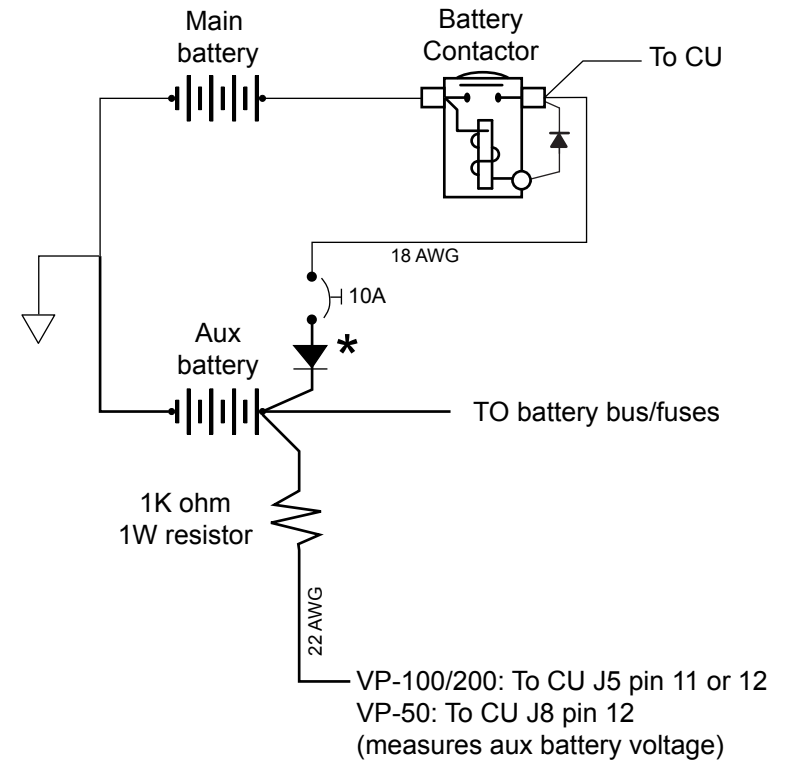 Main
battery
Battery
Contactor
To CU
18 AWG
10A
*
Aux
battery
TO battery bus/fuses
1K ohm
1W resistor
22 AWG
VP-100/200: To CU J5 pin 11 or 12
VP-50: To CU J8 pin 12
(measures aux battery voltage)